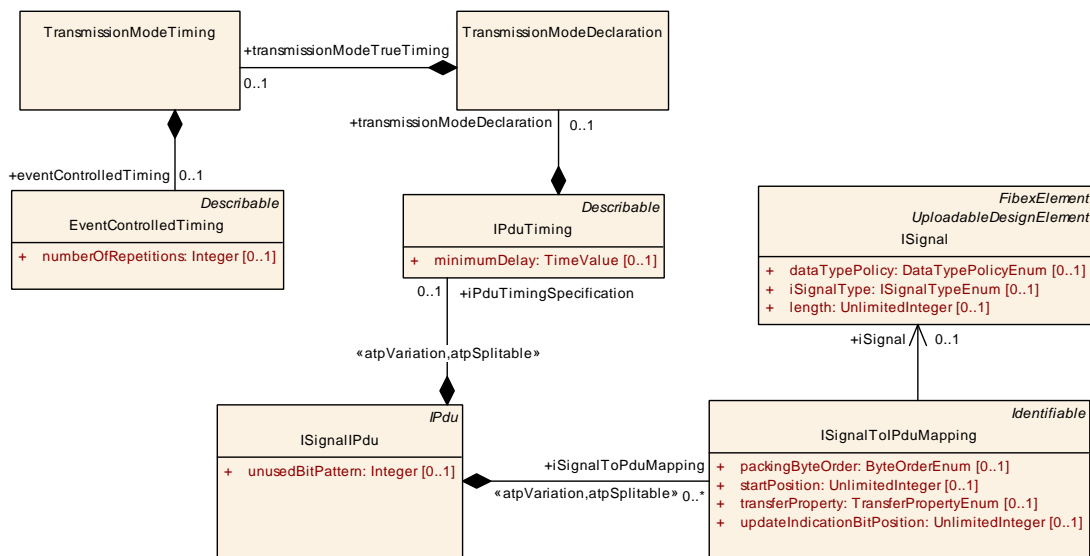 TransmissionModeTiming
+transmissionModeTrueTiming
0..1
TransmissionModeDeclaration
+transmissionModeDeclaration
0..1
+eventControlledTiming
0..1
Describable
EventControlledTiming
+ numberOfRepetitions: Integer [0..1]
Describable
IPduTiming
+ minimumDelay: TimeValue [0..1]
0..1
+iPduTimingSpecification
«atpVariation,atpSplitable»
FibexElement
UploadableDesignElement
ISignal
+ dataTypePolicy: DataTypePolicyEnum [0..1]
+ iSignalType: ISignalTypeEnum [0..1]
+ length: UnlimitedInteger [0..1]
+iSignal
0..1
IPdu
ISignalIPdu
+ unusedBitPattern: Integer [0..1]
+iSignalToPduMapping
«atpVariation,atpSplitable»
0..*
Identifiable
ISignalToIPduMapping
+ packingByteOrder: ByteOrderEnum [0..1]
+ startPosition: UnlimitedInteger [0..1]
+ transferProperty: TransferPropertyEnum [0..1]
+ updateIndicationBitPosition: UnlimitedInteger [0..1]